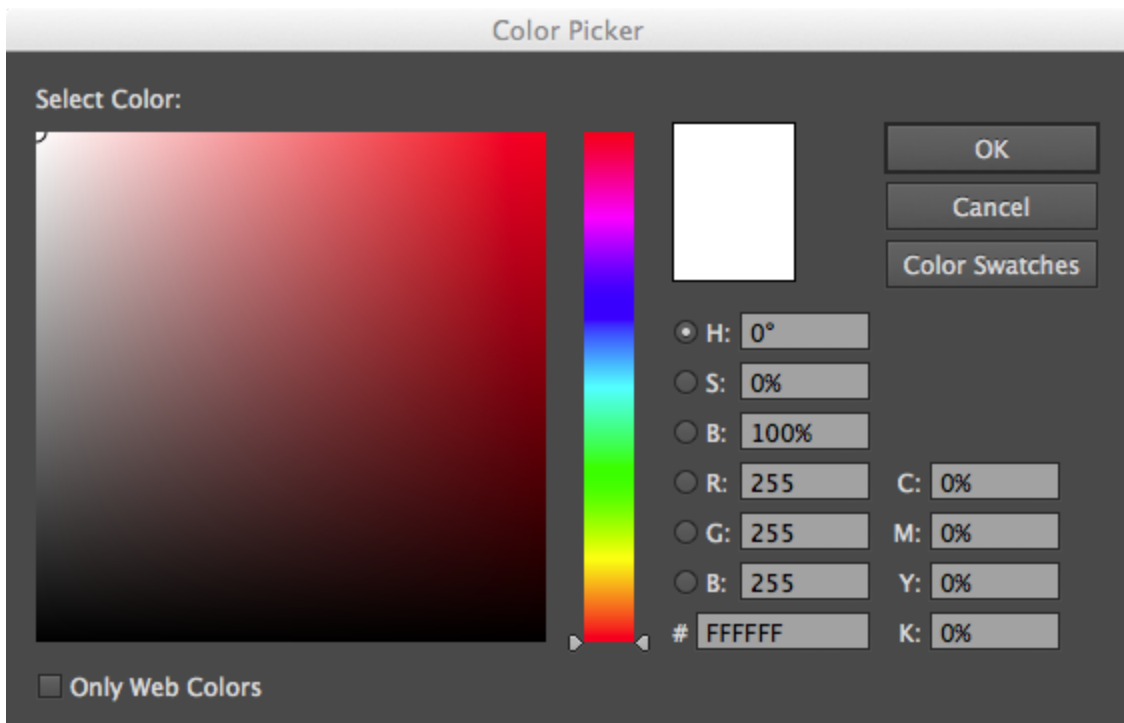 Color Picker
Select Color:
OK
Cancel
Color Swatches
H: 0°
S: 0%
B: 100%
R: 255 C: 0%
G: 255 M: 0%
B: 255 Y: 0%
# FFFFFF K: 0%
Only Web Colors